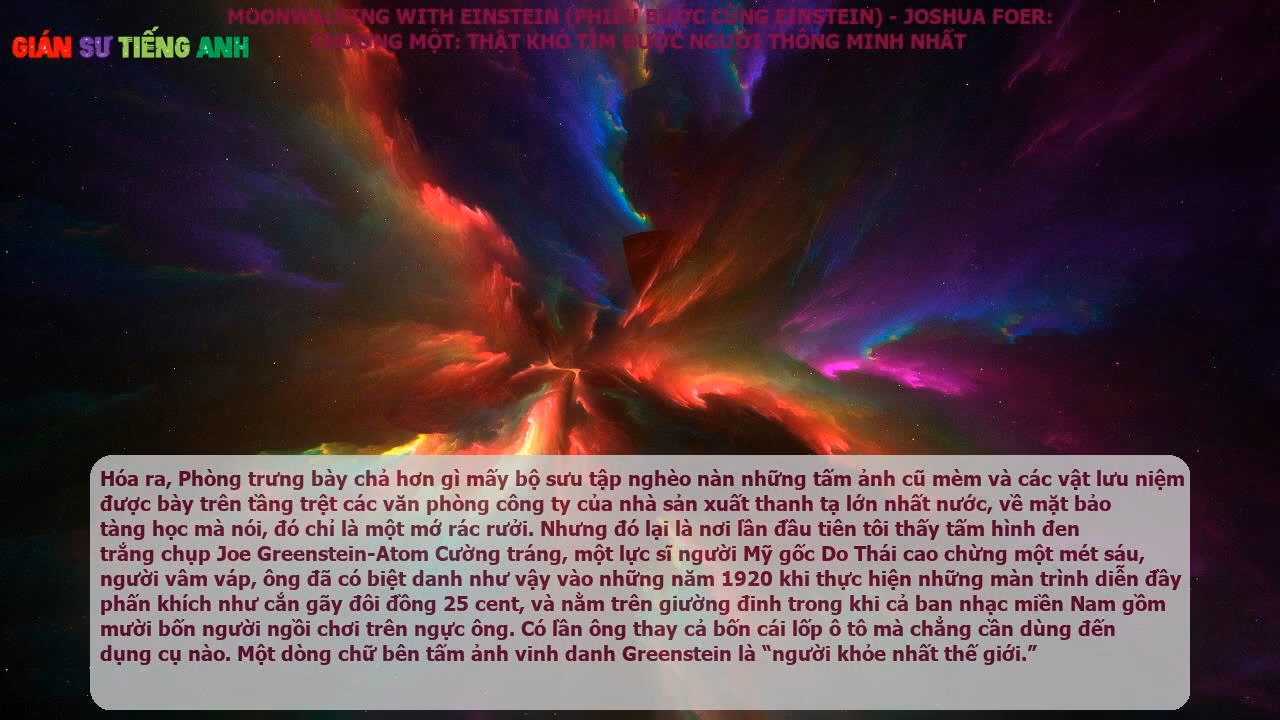 MOONWALKING WITH EINSTEIN (PHIÊU BƯỚC CÙNG EINSTEIN) - JOSHUA FOER:
CHƯƠNG MỘT: THẬT KHÓ TÌM ĐƯỢC NGƯỜI THÔNG MINH NHẤT
GIÁN SƯ TIẾNG ANH
Hóa ra, Phòng trưng bày chả hơn gì mấy bộ sưu tập nghèo nàn những tấm ảnh cũ mèm và các vật lưu niệm
được bày trên tầng trệt các văn phòng công ty của nhà sản xuất thanh tạ lớn nhất nước, về mặt bảo
tàng học mà nói, đó chỉ là một mớ rác rưởi. Nhưng đó lại là nơi lần đầu tiên tôi thấy tấm hình đen
trắng chụp Joe Greenstein-Atom Cường tráng, một lực sĩ người Mỹ gốc Do Thái cao chừng một mét sáu,
người vâm váp, ông đã có biệt danh như vậy vào những năm 1920 khi thực hiện những màn trình diễn đầy
phấn khích như cắn gãy đôi đồng 25 cent, và nằm trên giường đinh trong khi cả ban nhạc miền Nam gồm
mười bốn người ngồi chơi trên ngực ông. Có lần ông thay cả bốn cái lốp ô tô mà chẳng cần dùng đến
dụng cụ nào. Một dòng chữ bên tấm ảnh vinh danh Greenstein là “người khỏe nhất thế giới.”